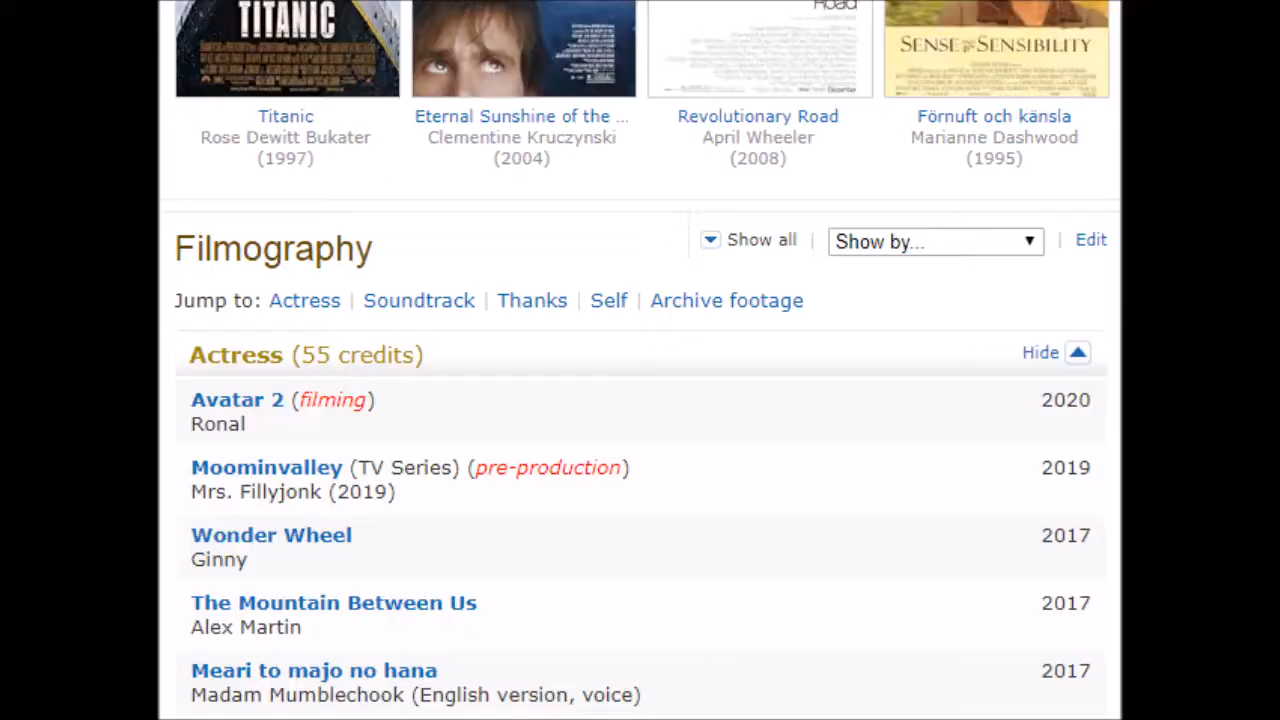 TITANIC
Road
SENSE AND SENSIBILITY
Titanic
Rose Dewitt Bukater
(1997)
Eternal Sunshine of the ...
Clementine Kruczynski
(2004)
Revolutionary Road
April Wheeler
(2008)
Förnuft och känsla
Marianne Dashwood
(1995)
Filmography
Show all | Show by... | Edit
Jump to: Actress | Soundtrack | Thanks | Self | Archive footage
Actress (55 credits) Hide
Avatar 2 (filming) 2020
Ronal
Moominvalley (TV Series) (pre-production) 2019
Mrs. Fillyjonk (2019)
Wonder Wheel 2017
Ginny
The Mountain Between Us 2017
Alex Martin
Meari to majo no hana 2017
Madam Mumblechook (English version, voice)